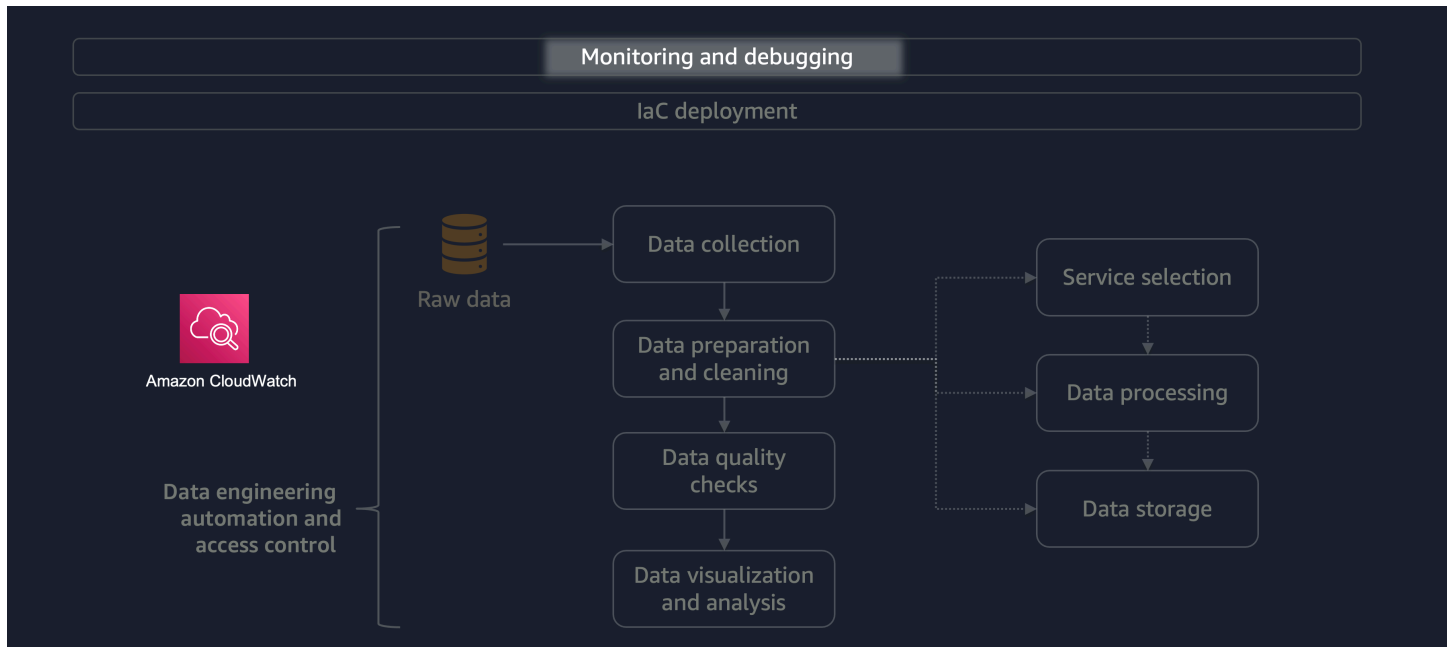 Monitoring and debugging
IaC deployment
Raw data
Data collection
Service selection
Amazon CloudWatch
Data preparation
and cleaning
Data processing
Data quality
checks
Data engineering
automation and
access control
Data storage
Data visualization
and analysis